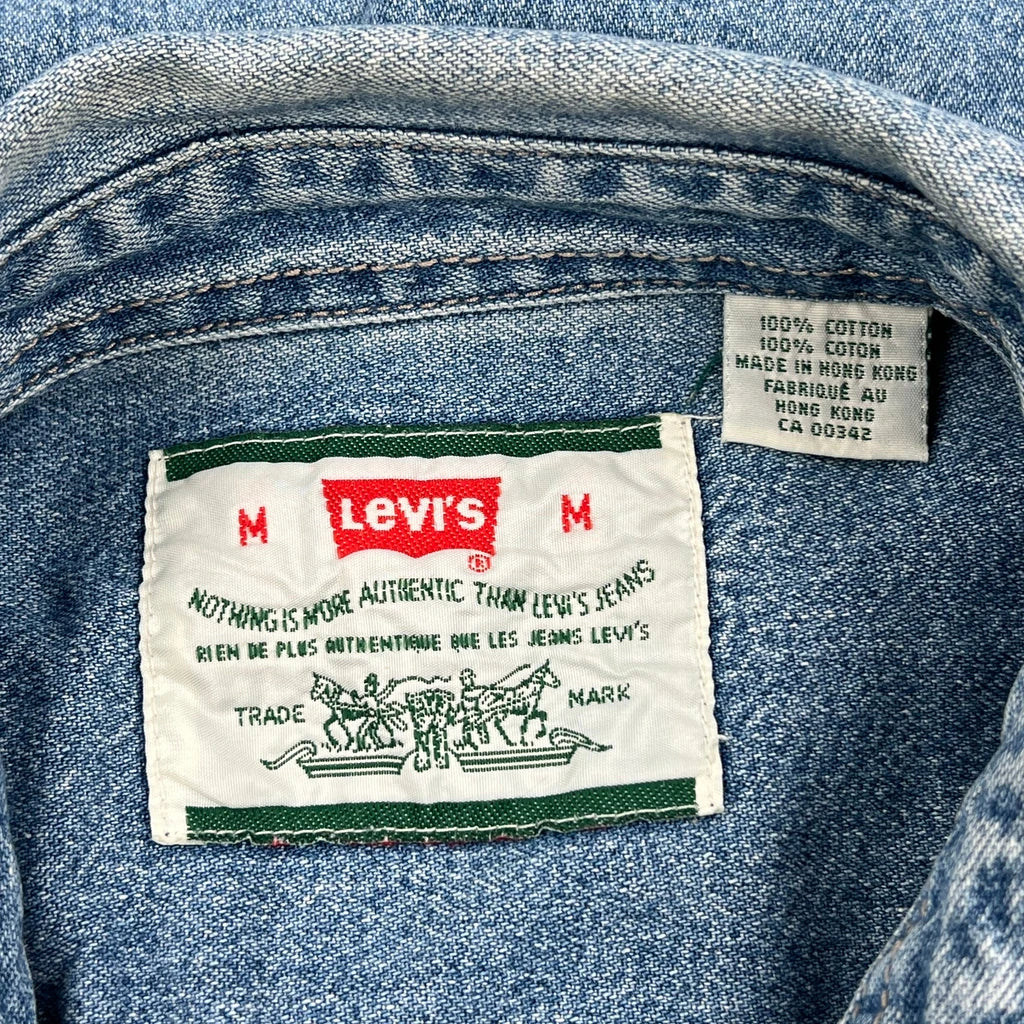 100% COTTON
100% COTON
MADE IN HONG KONG
FABRIQUÉ AU
HONG KONG
CA 00342
M LEVI'S M
®
NOTHING IS MORE AUTHENTIC THAN LEVI'S JEANS
RIEN DE PLUS AUTHENTIQUE QUE LES JEANS LEVI'S
TRADE MARK